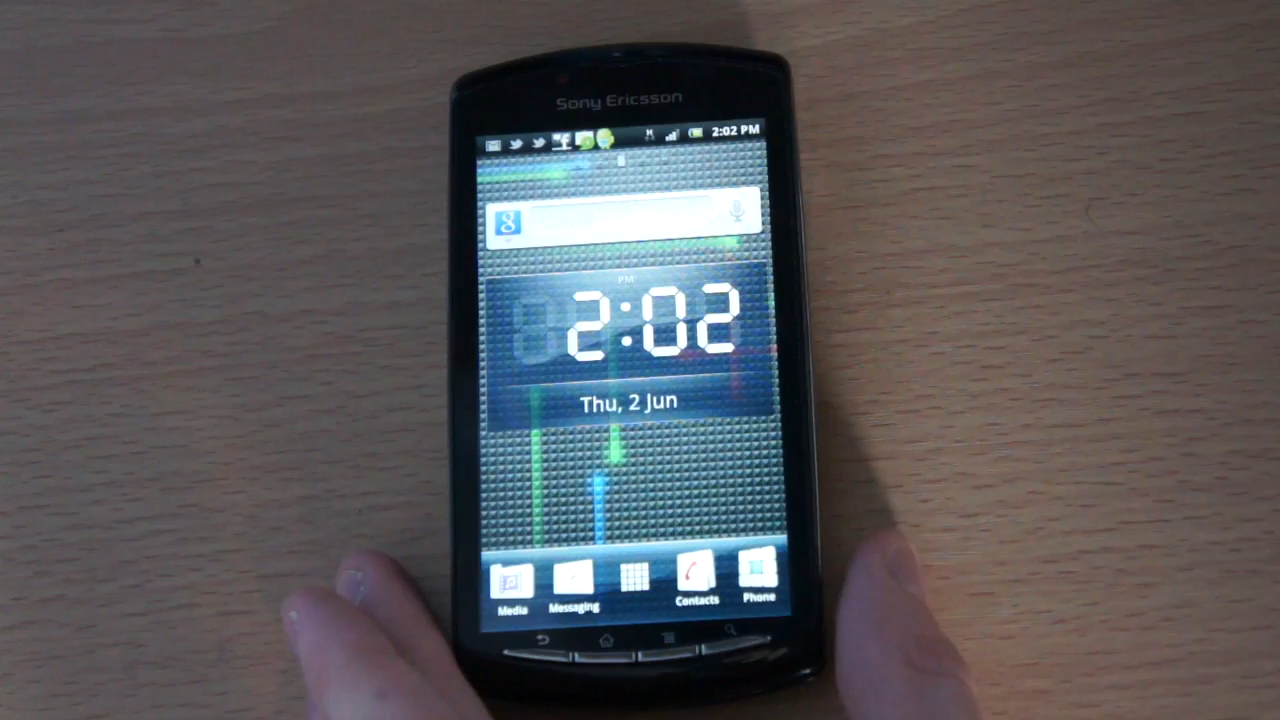 Sony Ericsson
H
2:02 PM
g
PM
2:02
Thu, 2 Jun
Media
Messaging
Contacts
Phone